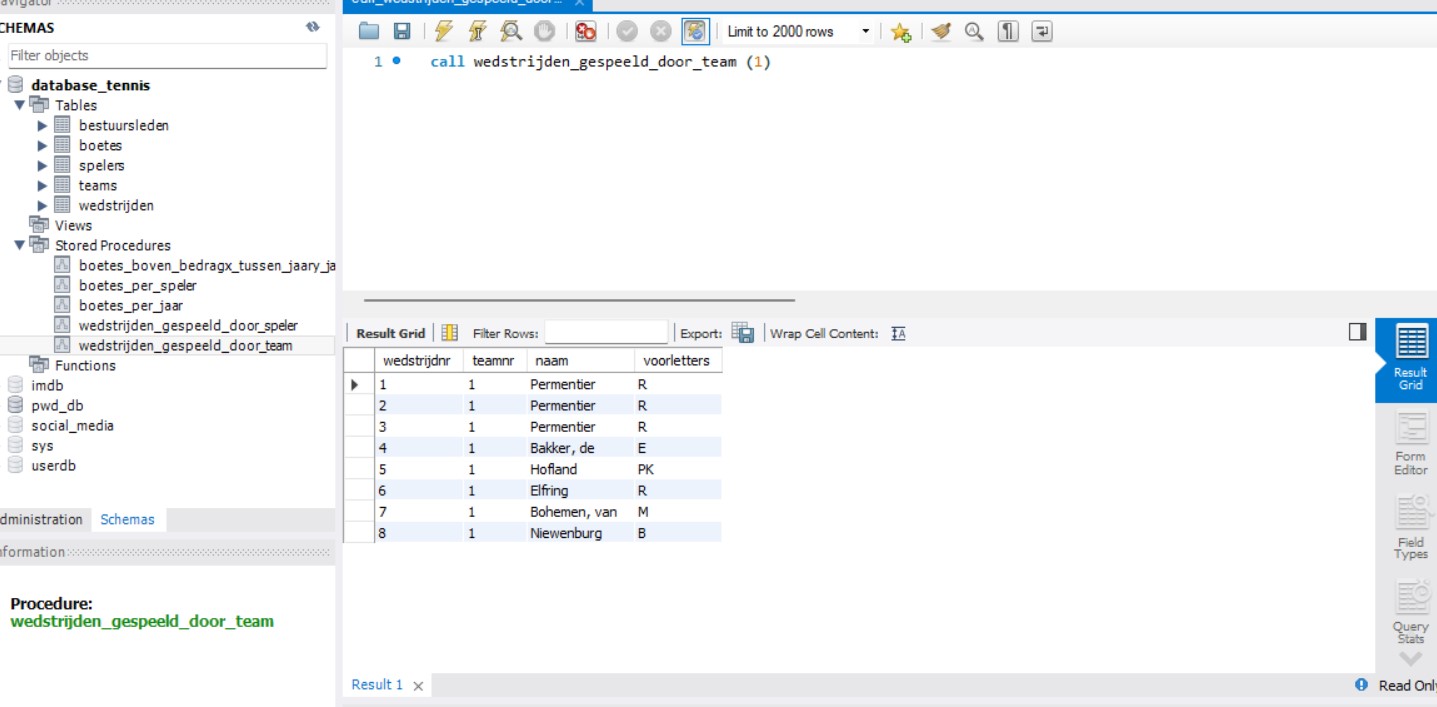 avigator
edit_wedstrijden_gespeeld_door...
CHEMAS
Filter objects
database_tennis
Tables
bestuursleden
boetes
spelers
teams
wedstrijden
Views
Stored Procedures
boetes_boven_bedragx_tussen_jaary_ja
boetes_per_speler
boetes_per_jaar
wedstrijden_gespeeld_door_speler
wedstrijden_gespeeld_door_team
Functions
imdb
pwd_db
social_media
sys
userdb
dministration Schemas
nformation
Procedure:
wedstrijden_gespeeld_door_team
Limit to 2000 rows
1 call wedstrijden_gespeeld_door_team (1)
Result Grid Filter Rows: Export: Wrap Cell Content:
wedstrijdnr teamnr naam voorletters
1 1 Permentier R
2 1 Permentier R
3 1 Permentier R
4 1 Bakker, de E
5 1 Hofland PK
6 1 Elfring R
7 1 Bohemen, van M
8 1 Niewenburg B
Result
Grid
Form
Editor
Field
Types
Query
Stats
Result 1
Read Only